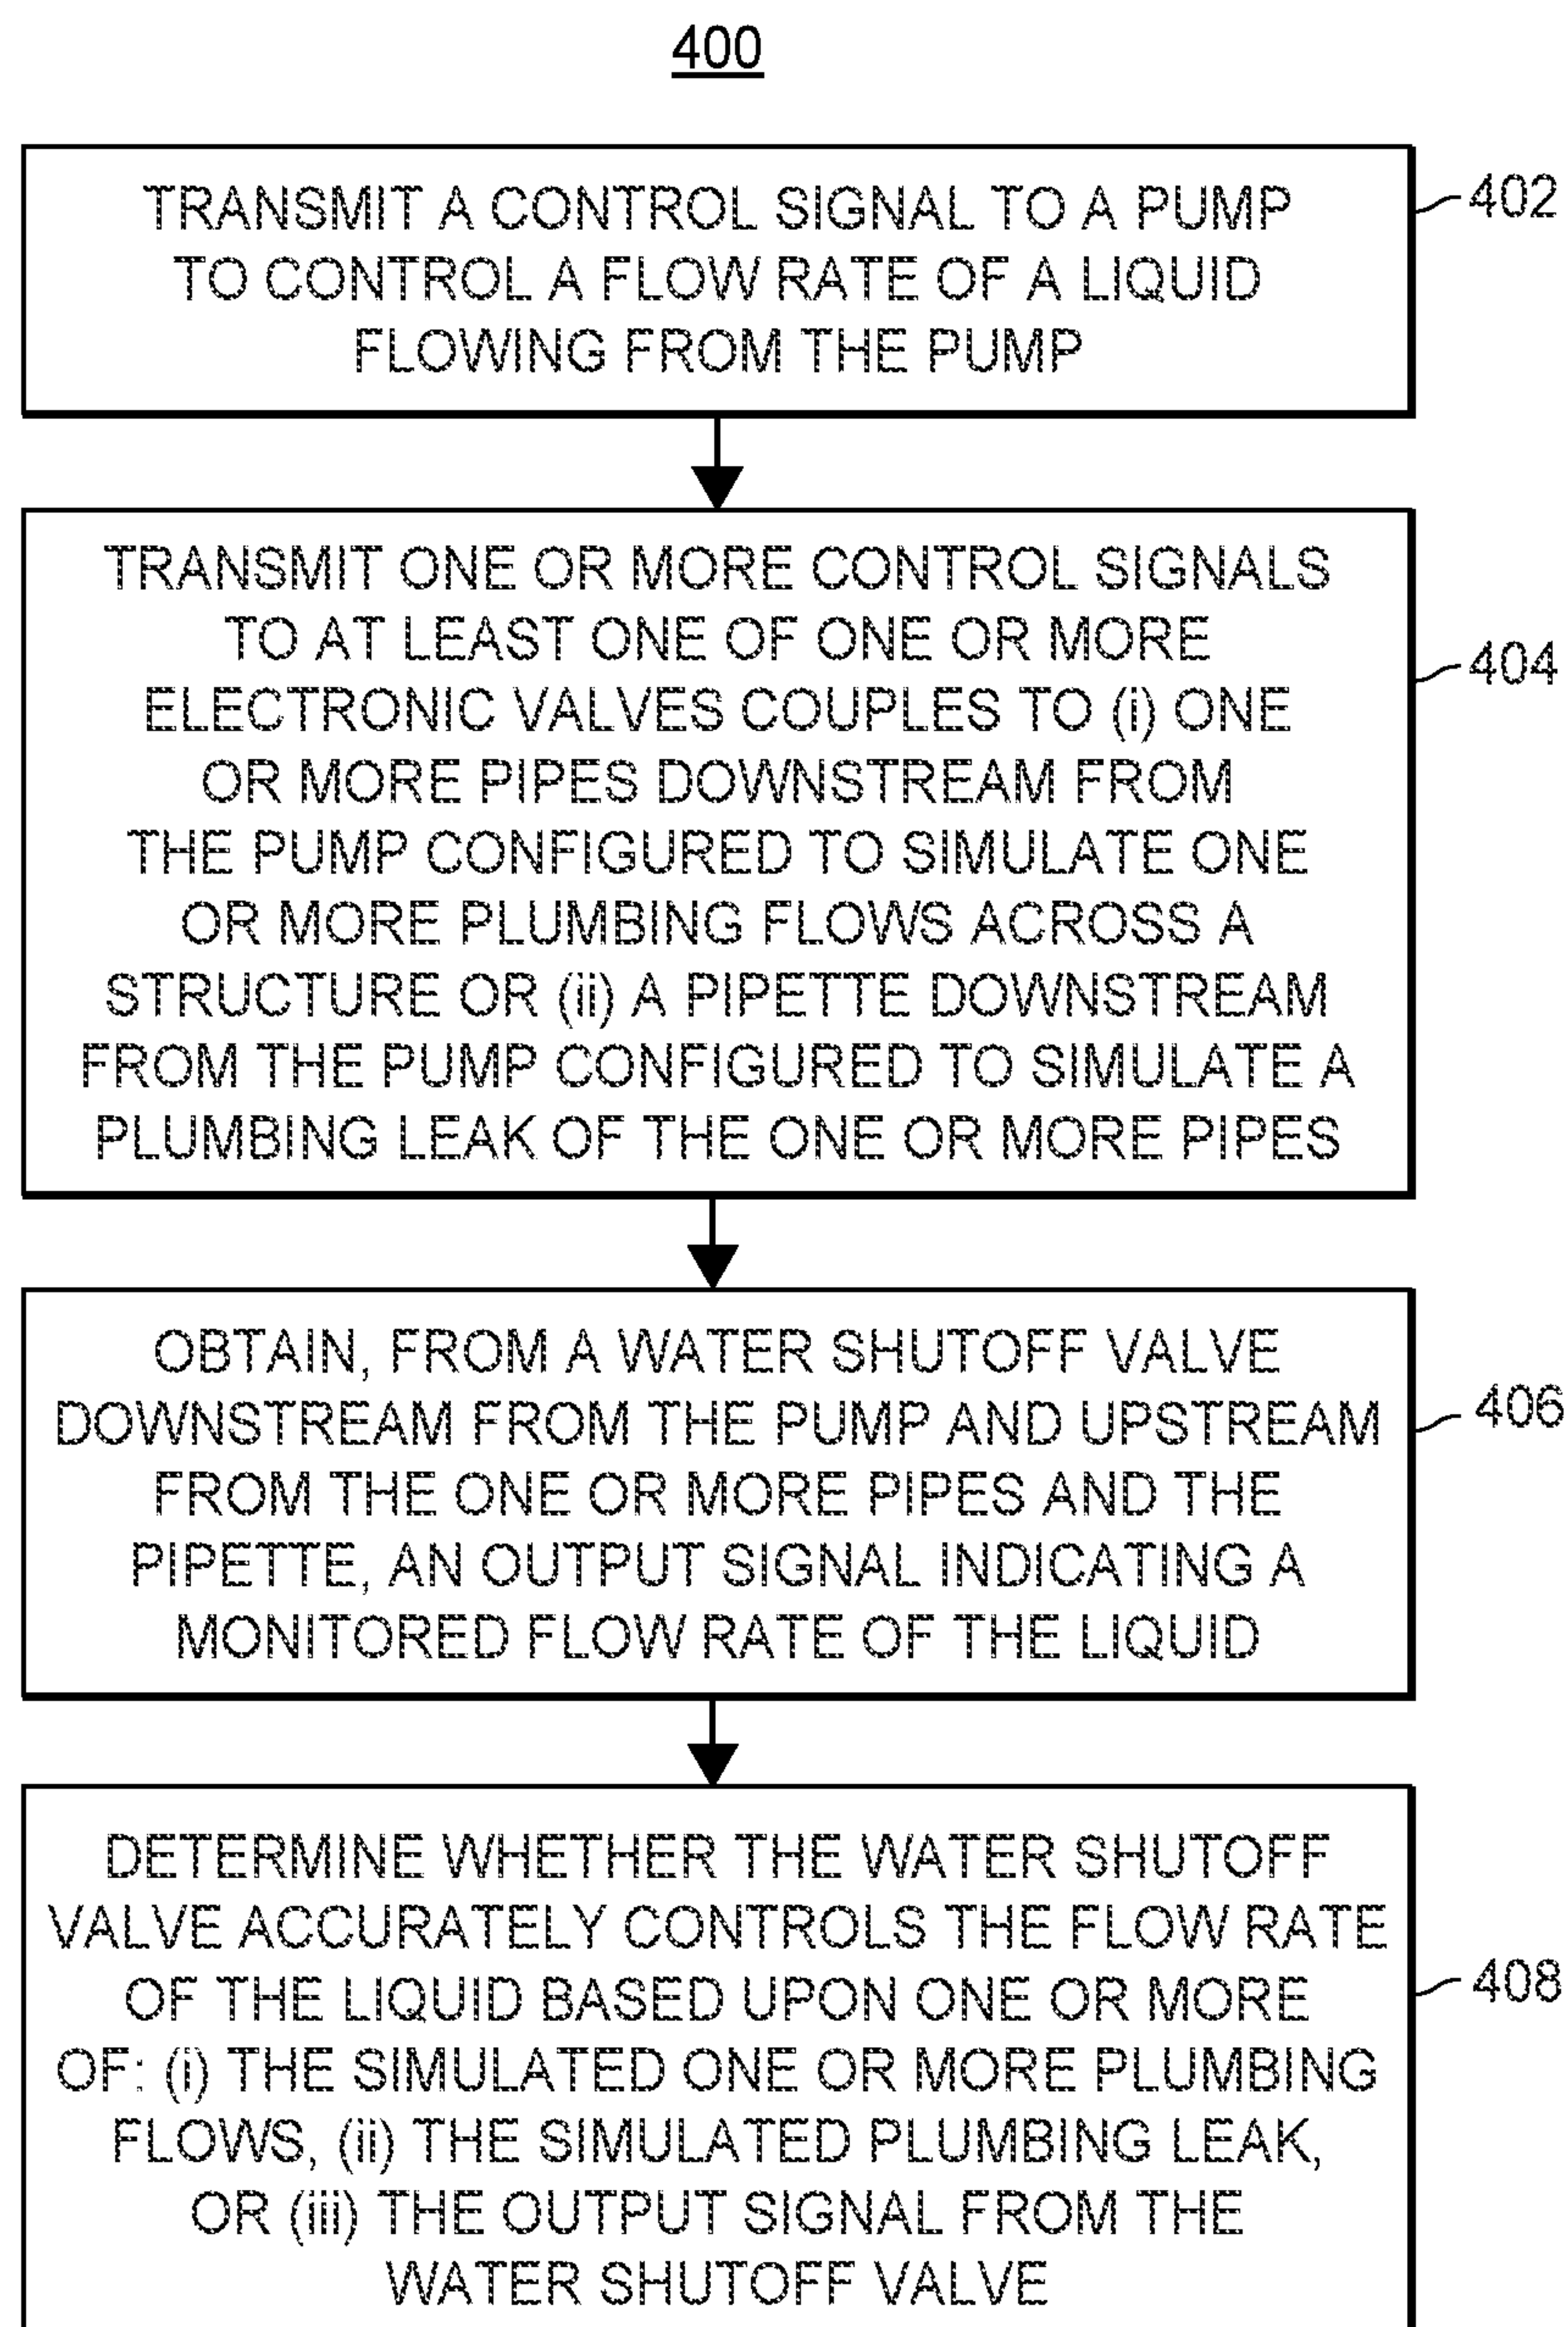 400
TRANSMIT A CONTROL SIGNAL TO A PUMP
TO CONTROL A FLOW RATE OF A LIQUID
FLOWING FROM THE PUMP
402
TRANSMIT ONE OR MORE CONTROL SIGNALS
TO AT LEAST ONE OF ONE OR MORE
ELECTRONIC VALVES COUPLES TO (i) ONE
OR MORE PIPES DOWNSTREAM FROM
THE PUMP CONFIGURED TO SIMULATE ONE
OR MORE PLUMBING FLOWS ACROSS A
STRUCTURE OR (ii) A PIPETTE DOWNSTREAM
FROM THE PUMP CONFIGURED TO SIMULATE A
PLUMBING LEAK OF THE ONE OR MORE PIPES
404
OBTAIN, FROM A WATER SHUTOFF VALVE
DOWNSTREAM FROM THE PUMP AND UPSTREAM
FROM THE ONE OR MORE PIPES AND THE
PIPETTE, AN OUTPUT SIGNAL INDICATING A
MONITORED FLOW RATE OF THE LIQUID
406
DETERMINE WHETHER THE WATER SHUTOFF
VALVE ACCURATELY CONTROLS THE FLOW RATE
OF THE LIQUID BASED UPON ONE OR MORE
OF: (i) THE SIMULATED ONE OR MORE PLUMBING
FLOWS, (ii) THE SIMULATED PLUMBING LEAK,
OR (iii) THE OUTPUT SIGNAL FROM THE
WATER SHUTOFF VALVE
408